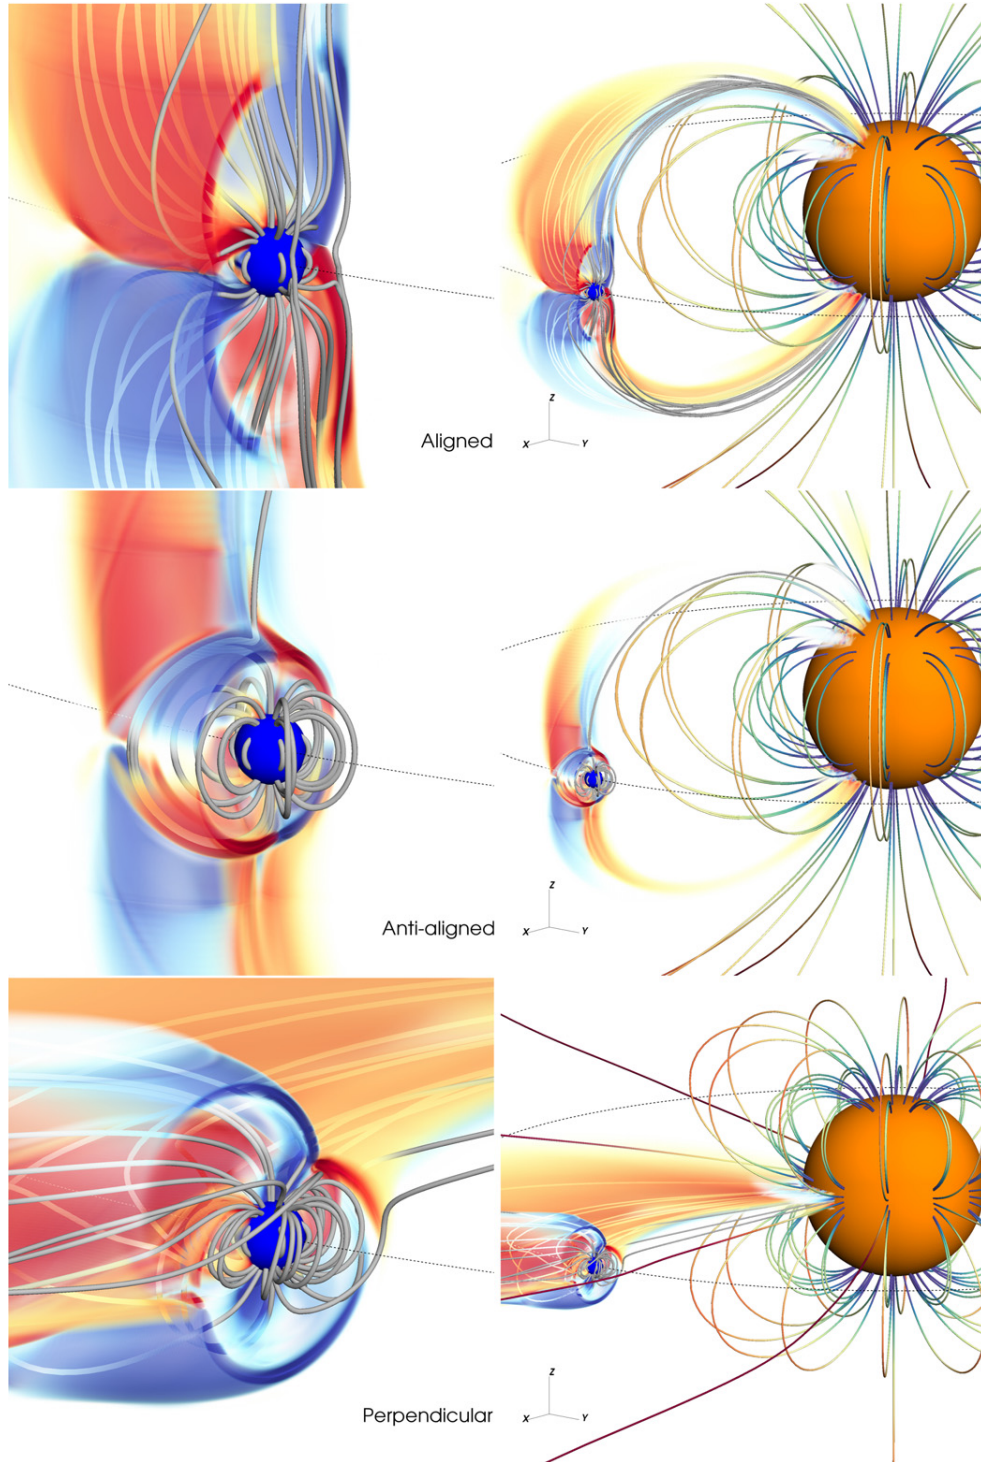 Z
X Y
Aligned
Z
X Y
Anti-aligned
Z
X Y
Perpendicular